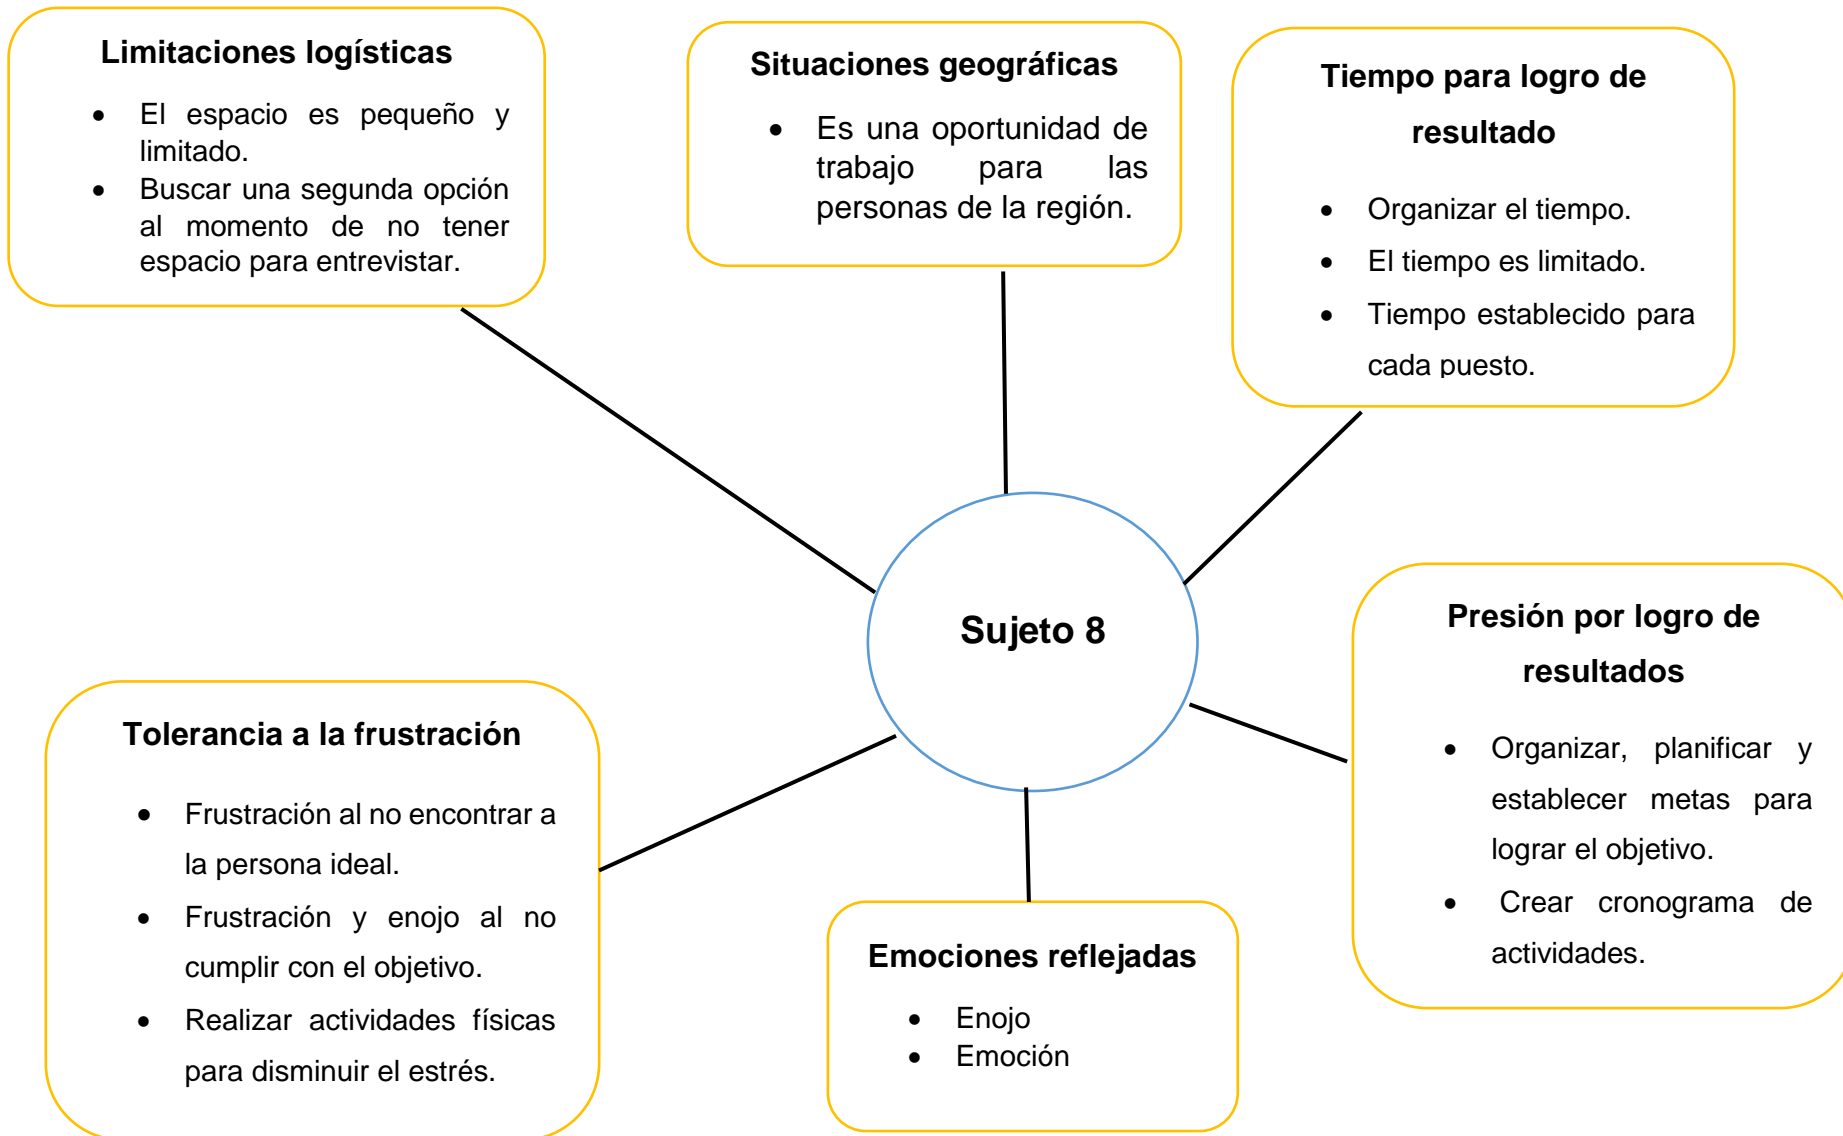 Limitaciones logísticas
• El espacio es pequeño y
limitado.
• Buscar una segunda opción
al momento de no tener
espacio para entrevistar.
Situaciones geográficas
• Es una oportunidad de
trabajo para las
personas de la región.
Tiempo para logro de
resultado
• Organizar el tiempo.
• El tiempo es limitado.
• Tiempo establecido para
cada puesto.
Sujeto 8
Presión por logro de
resultados
• Organizar, planificar y
establecer metas para
lograr el objetivo.
• Crear cronograma de
actividades.
Tolerancia a la frustración
• Frustración al no encontrar a
la persona ideal.
• Frustración y enojo al no
cumplir con el objetivo.
• Realizar actividades físicas
para disminuir el estrés.
Emociones reflejadas
• Enojo
• Emoción